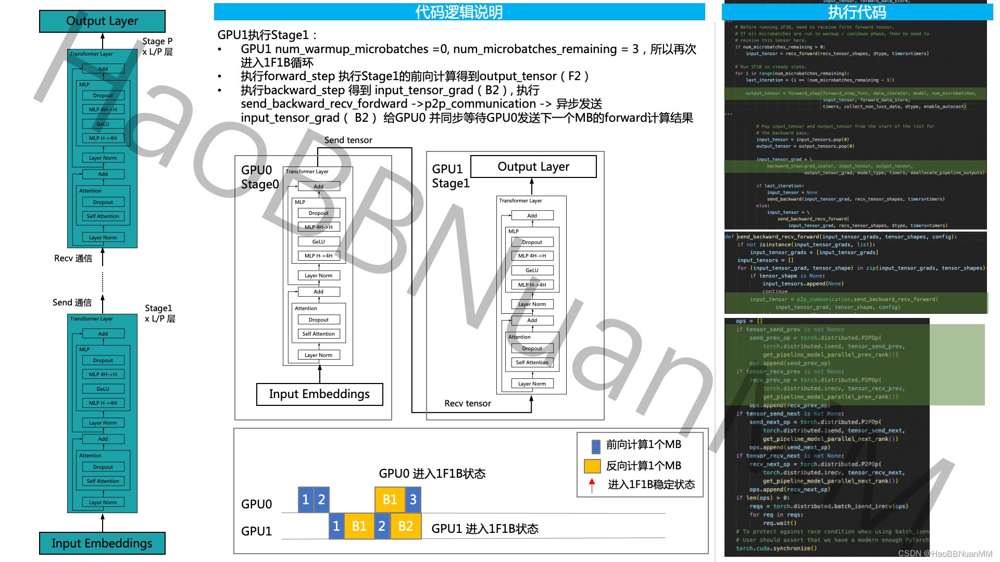 Output Layer
Stage P
x L/P 层
Transformer Layer
Add
MLP
Dropout
MLP 4H->H
GeLU
MLP H->4H
Layer Norm
Add
Attention
Dropout
Self Attention
Layer Norm
Recv 通信
Send 通信
Stage1
x L/P 层
Transformer Layer
Add
MLP
Dropout
MLP 4H->H
GeLU
MLP H->4H
Layer Norm
Add
Attention
Dropout
Self Attention
Layer Norm
Input Embeddings
代码逻辑说明
GPU1执行Stage1：
• GPU1 num_warmup_microbatches =0, num_microbatches_remaining = 3，所以再次
进入1F1B循环
• 执行forward_step 执行Stage1的前向计算得到output_tensor（F2）
• 执行backward_step 得到 input_tensor_grad（B2）, 执行
send_backward_recv_fordward ->p2p_communication -> 异步发送
input_tensor_grad（ B2） 给GPU0 并同步等待GPU0发送下一个MB的forward计算结果
Send tensor
GPU0
Stage0
Transformer Layer
Add
MLP
Dropout
MLP 4H->H
GeLU
MLP H->4H
Layer Norm
Add
Attention
Dropout
Self Attention
Layer Norm
Input Embeddings
GPU1
Stage1
Output Layer
Transformer Layer
Add
MLP
Dropout
MLP 4H->H
GeLU
MLP H->4H
Layer Norm
Add
Attention
Dropout
Self Attention
Layer Norm
Recv tensor
前向计算1个MB
反向计算1个MB
进入1F1B稳定状态
GPU0 进入1F1B状态
GPU0
1 2 B1 3
GPU1
1 B1 2 B2
GPU1 进入1F1B状态
执行代码
...
# Before running 1F1B, need to receive first forward tensor.
# If all microbatches are run in warmup / cooldown phase, then no need to
# receive this tensor here.
if num_microbatches_remaining > 0:
input_tensor = recv_forward(recv_tensor_shapes, dtype, timers=timers)
# Run 1F1B in steady state.
for i in range(num_microbatches_remaining):
last_iteration = (i == (num_microbatches_remaining - 1))
output_tensor = forward_step(forward_step_func, data_iterator, model, num_microbatches,
input_tensor, forward_data_store,
timers, collect_non_loss_data, dtype, enable_autocast)
...
# Pop input_tensor and output_tensor from the start of the list for
# the backward pass.
input_tensor = input_tensors.pop(0)
output_tensor = output_tensors.pop(0)
input_tensor_grad = \
backward_step(grad_scaler, input_tensor, output_tensor,
output_tensor_grad, model_type, timers, deallocate_pipeline_outputs)
if last_iteration:
input_tensor = None
send_backward(input_tensor_grad, recv_tensor_shapes, timers=timers)
else:
input_tensor = \
send_backward_recv_forward(
input_tensor_grad, recv_tensor_shapes, dtype, timers=timers)
def send_backward_recv_forward(input_tensor_grads, tensor_shapes, config):
if not isinstance(input_tensor_grads, list):
input_tensor_grads = [input_tensor_grads]
input_tensors = []
for (input_tensor_grad, tensor_shape) in zip(input_tensor_grads, tensor_shapes):
if tensor_shape is None:
input_tensors.append(None)
continue
input_tensor = p2p_communication.send_backward_recv_forward(
input_tensor_grad, tensor_shape, config)
ops = []
if tensor_send_prev is not None:
send_prev_op = torch.distributed.P2POp(
torch.distributed.isend, tensor_send_prev,
get_pipeline_model_parallel_prev_rank())
ops.append(send_prev_op)
if tensor_recv_prev is not None:
recv_prev_op = torch.distributed.P2POp(
torch.distributed.irecv, tensor_recv_prev,
get_pipeline_model_parallel_prev_rank())
ops.append(recv_prev_op)
if tensor_send_next is not None:
send_next_op = torch.distributed.P2POp(
torch.distributed.isend, tensor_send_next,
get_pipeline_model_parallel_next_rank())
ops.append(send_next_op)
if tensor_recv_next is not None:
recv_next_op = torch.distributed.P2POp(
torch.distributed.irecv, tensor_recv_next,
get_pipeline_model_parallel_next_rank())
ops.append(recv_next_op)
if len(ops) > 0:
reqs = torch.distributed.batch_isend_irecv(ops)
for req in reqs:
req.wait()
# To protect against race condition when using batch_isen
# User should assert that we have a modern enough PyTorch
torch.cuda.synchronize()
HaoBBNuanMM
CSDN @HaoBBNuanMM